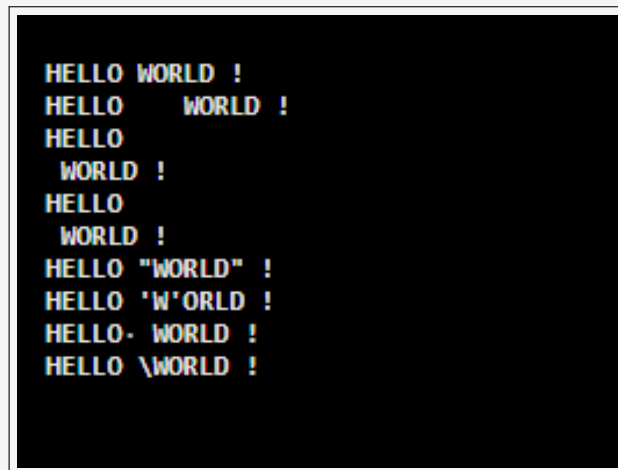 HELLO WORLD !
HELLO    WORLD !
HELLO
 WORLD !
HELLO
 WORLD !
HELLO "WORLD" !
HELLO 'W'ORLD !
HELLO· WORLD !
HELLO \WORLD !